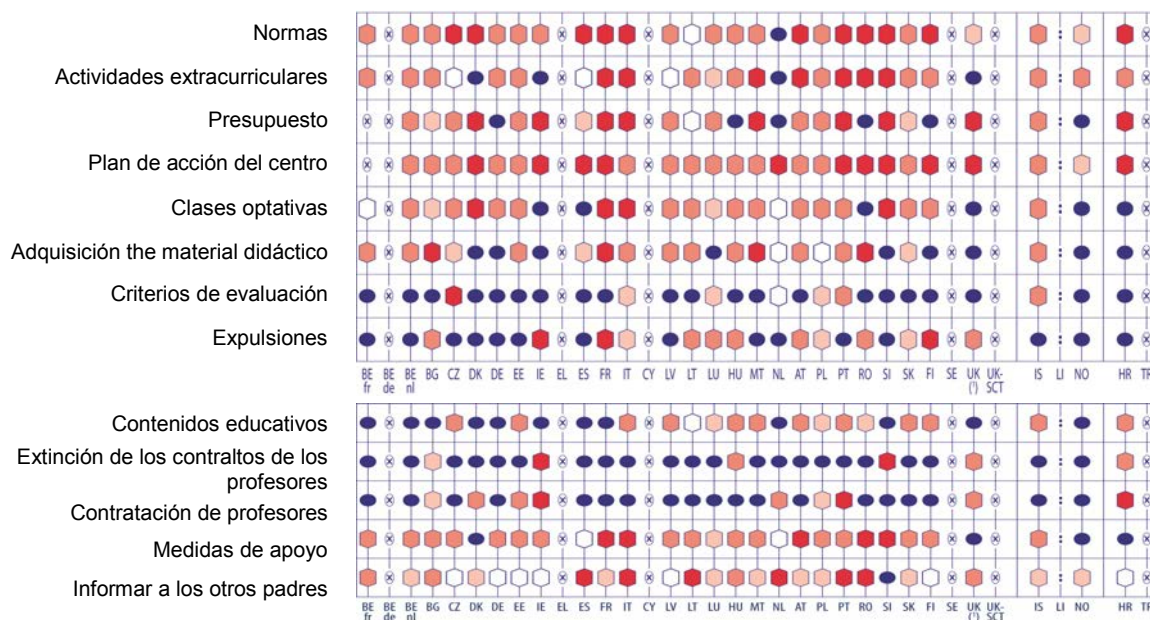 Normas
Actividades extracurriculares
Presupuesto
Plan de acción del centro
Clases optativas
Adquisición the material didáctico
Criterios de evaluación
Expulsiones
BE fr BE de BE nl BG CZ DK DE EE IE EL ES FR IT CY LV LT LU HU MT NL AT PL PT RO SI SK FI SE UK (¹) UK-SCT IS LI NO HR TR
Contenidos educativos
Extinción de los contraltos de los
profesores
Contratación de profesores
Medidas de apoyo
Informar a los otros padres
BE fr BE de BE nl BG CZ DK DE EE IE EL ES FR IT CY LV LT LU HU MT NL AT PL PT RO SI SK FI SE UK (¹) UK-SCT IS LI NO HR TR